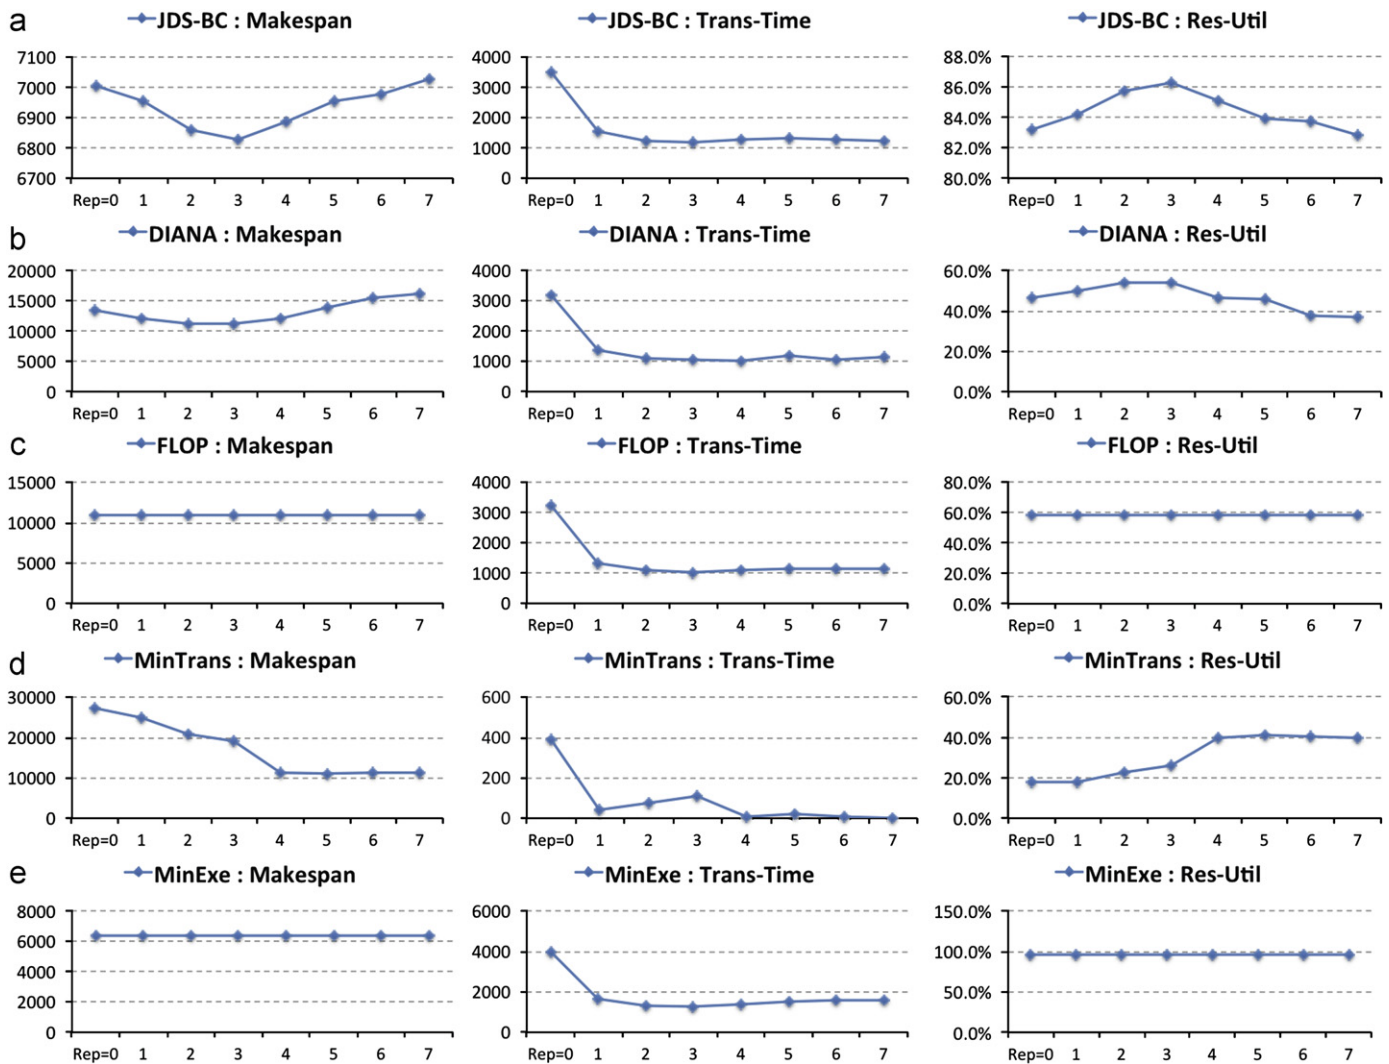 a
JDS-BC : Makespan
7100
7000
6900
6800
6700
Rep=0 1 2 3 4 5 6 7
JDS-BC : Trans-Time
4000
3000
2000
1000
0
Rep=0 1 2 3 4 5 6 7
JDS-BC : Res-Util
88.0%
86.0%
84.0%
82.0%
80.0%
Rep=0 1 2 3 4 5 6 7
b
DIANA : Makespan
20000
15000
10000
5000
0
Rep=0 1 2 3 4 5 6 7
DIANA : Trans-Time
4000
3000
2000
1000
0
Rep=0 1 2 3 4 5 6 7
DIANA : Res-Util
60.0%
40.0%
20.0%
0.0%
Rep=0 1 2 3 4 5 6 7
c
FLOP : Makespan
15000
10000
5000
0
Rep=0 1 2 3 4 5 6 7
FLOP : Trans-Time
4000
3000
2000
1000
0
Rep=0 1 2 3 4 5 6 7
FLOP : Res-Util
80.0%
60.0%
40.0%
20.0%
0.0%
Rep=0 1 2 3 4 5 6 7
d
MinTrans : Makespan
30000
20000
10000
0
Rep=0 1 2 3 4 5 6 7
MinTrans : Trans-Time
600
400
200
0
Rep=0 1 2 3 4 5 6 7
MinTrans : Res-Util
60.0%
40.0%
20.0%
0.0%
Rep=0 1 2 3 4 5 6 7
e
MinExe : Makespan
8000
6000
4000
2000
0
Rep=0 1 2 3 4 5 6 7
MinExe : Trans-Time
6000
4000
2000
0
Rep=0 1 2 3 4 5 6 7
MinExe : Res-Util
150.0%
100.0%
50.0%
0.0%
Rep=0 1 2 3 4 5 6 7